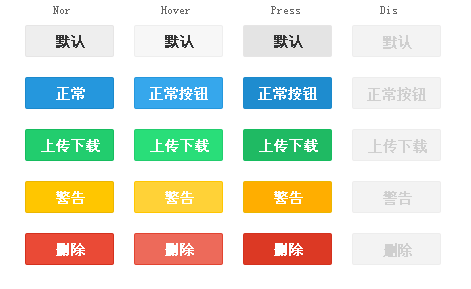 Nor Hover Press Dis
默认 默认 默认 默认
正常 正常按钮 正常按钮 正常按钮
上传下载 上传下载 上传下载 上传下载
警告 警告 警告 警告
删除 删除 删除 删除